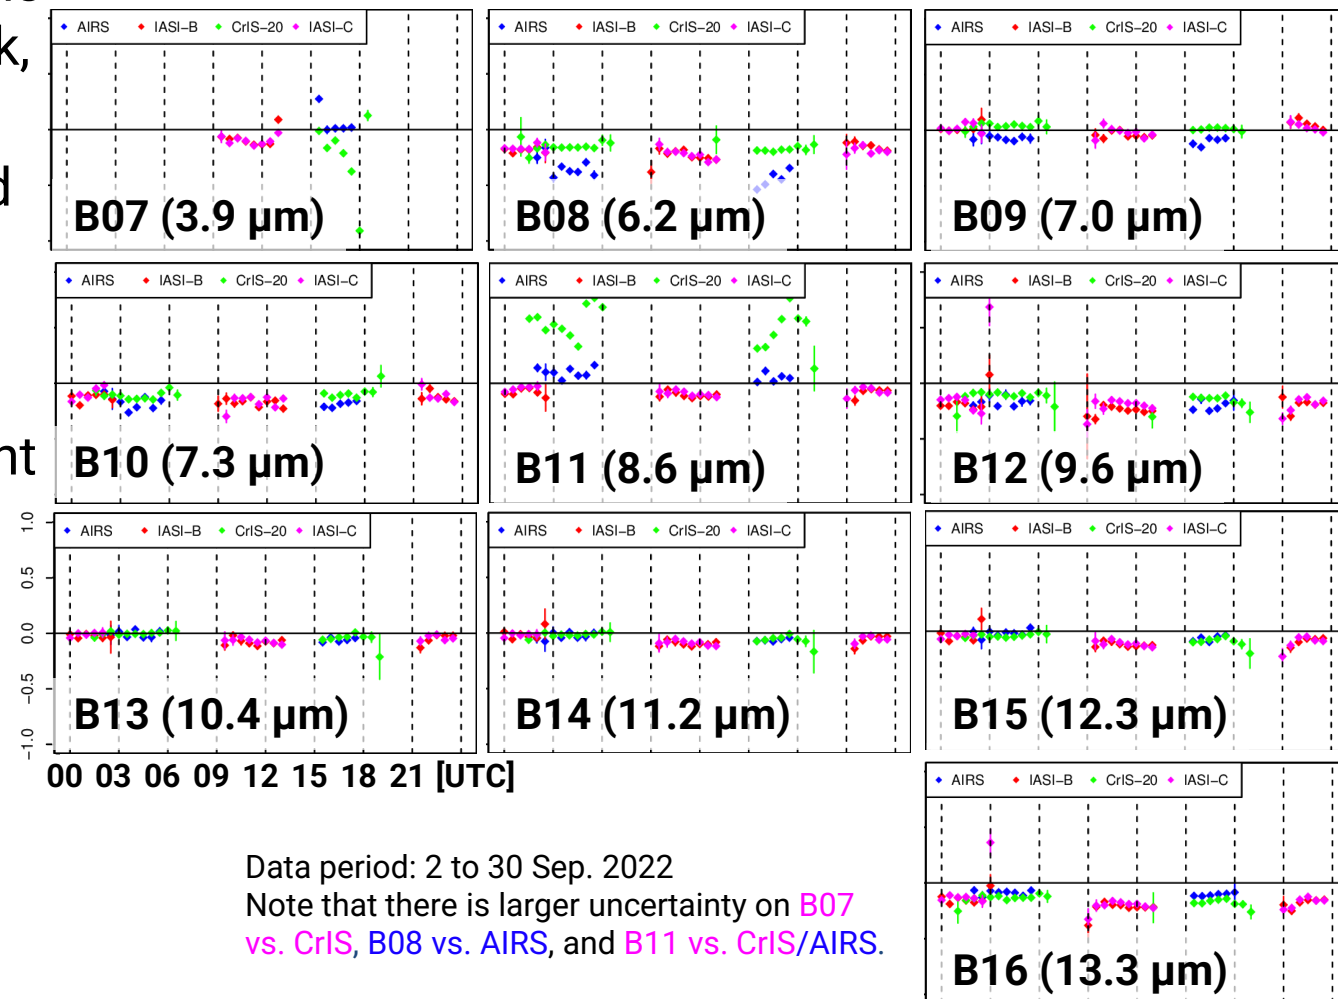 k,
d
nt
AIRS IASI−B CrIS−20 IASI−C
B07 (3.9 µm)
AIRS IASI−B CrIS−20 IASI−C
B08 (6.2 µm)
AIRS IASI−B CrIS−20 IASI−C
B09 (7.0 µm)
AIRS IASI−B CrIS−20 IASI−C
B10 (7.3 µm)
AIRS IASI−B CrIS−20 IASI−C
B11 (8.6 µm)
AIRS IASI−B CrIS−20 IASI−C
B12 (9.6 µm)
1.0
0.5
0.0
−0.5
−1.0
AIRS IASI−B CrIS−20 IASI−C
B13 (10.4 µm)
AIRS IASI−B CrIS−20 IASI−C
B14 (11.2 µm)
AIRS IASI−B CrIS−20 IASI−C
B15 (12.3 µm)
00 03 06 09 12 15 18 21 [UTC]
AIRS IASI−B CrIS−20 IASI−C
B16 (13.3 µm)
Data period: 2 to 30 Sep. 2022
Note that there is larger uncertainty on B07
vs. CrIS, B08 vs. AIRS, and B11 vs. CrIS/AIRS.